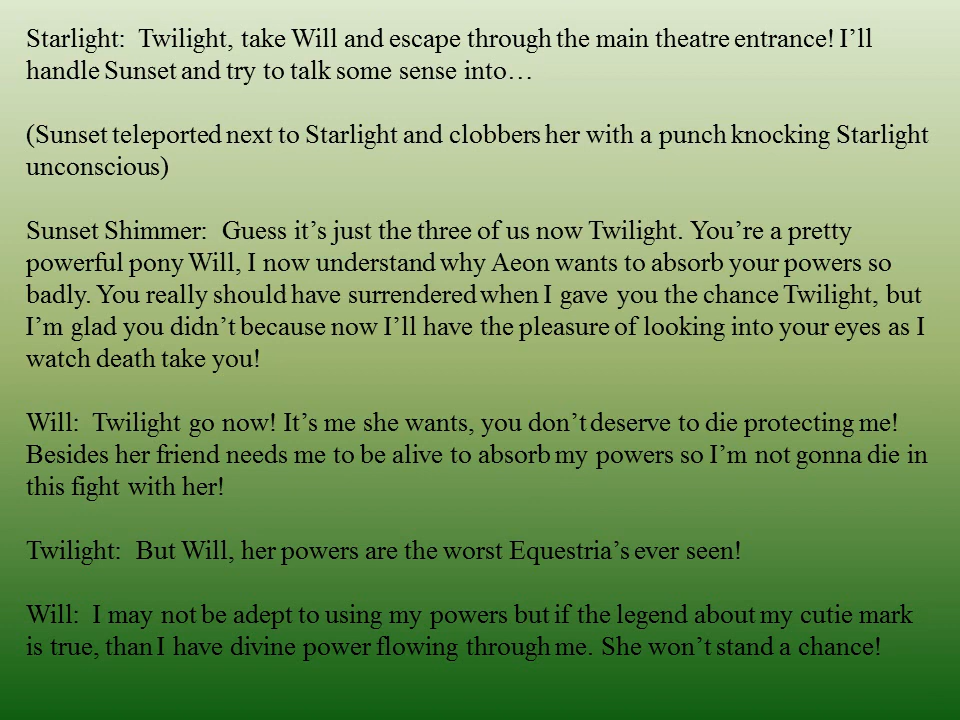 Starlight:  Twilight, take Will and escape through the main theatre entrance! I’ll
handle Sunset and try to talk some sense into…
(Sunset teleported next to Starlight and clobbers her with a punch knocking Starlight
unconscious)
Sunset Shimmer:  Guess it’s just the three of us now Twilight. You’re a pretty
powerful pony Will, I now understand why Aeon wants to absorb your powers so
badly. You really should have surrendered when I gave you the chance Twilight, but
I’m glad you didn’t because now I’ll have the pleasure of looking into your eyes as I
watch death take you!
Will:  Twilight go now! It’s me she wants, you don’t deserve to die protecting me!
Besides her friend needs me to be alive to absorb my powers so I’m not gonna die in
this fight with her!
Twilight:  But Will, her powers are the worst Equestria’s ever seen!
Will:  I may not be adept to using my powers but if the legend about my cutie mark
is true, than I have divine power flowing through me. She won’t stand a chance!